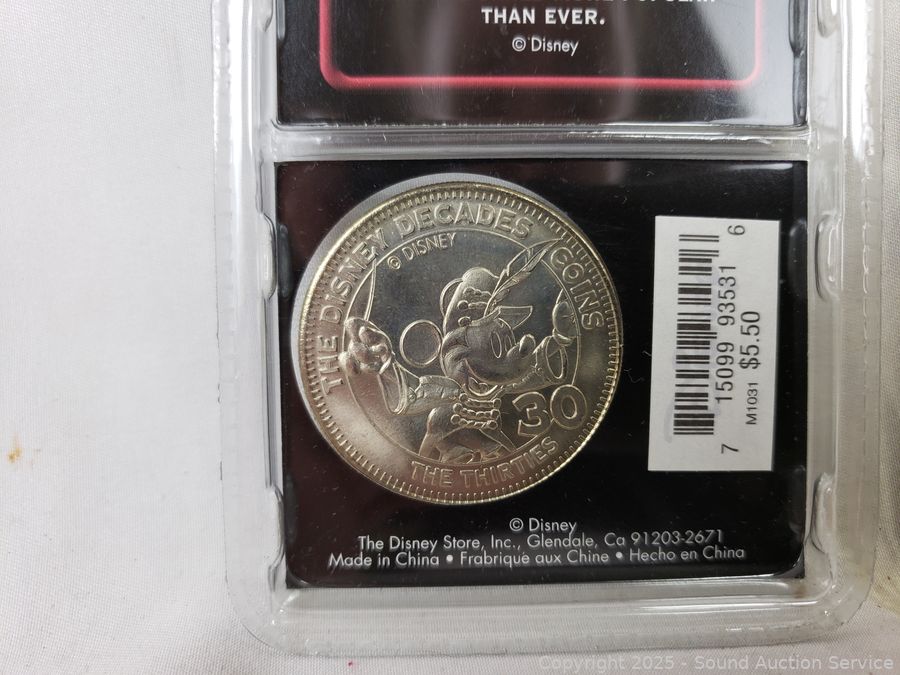 THAN EVER.
© Disney
THE DISNEY DECADES COINS
© DISNEY
30
THE THIRTIES
7 15099 93531 6
M1031 $5.50
© Disney
The Disney Store, Inc., Glendale, Ca 91203-2671
Made in China • Frabrique aux Chine • Hecho en China
Copyright 2025 - Sound Auction Service